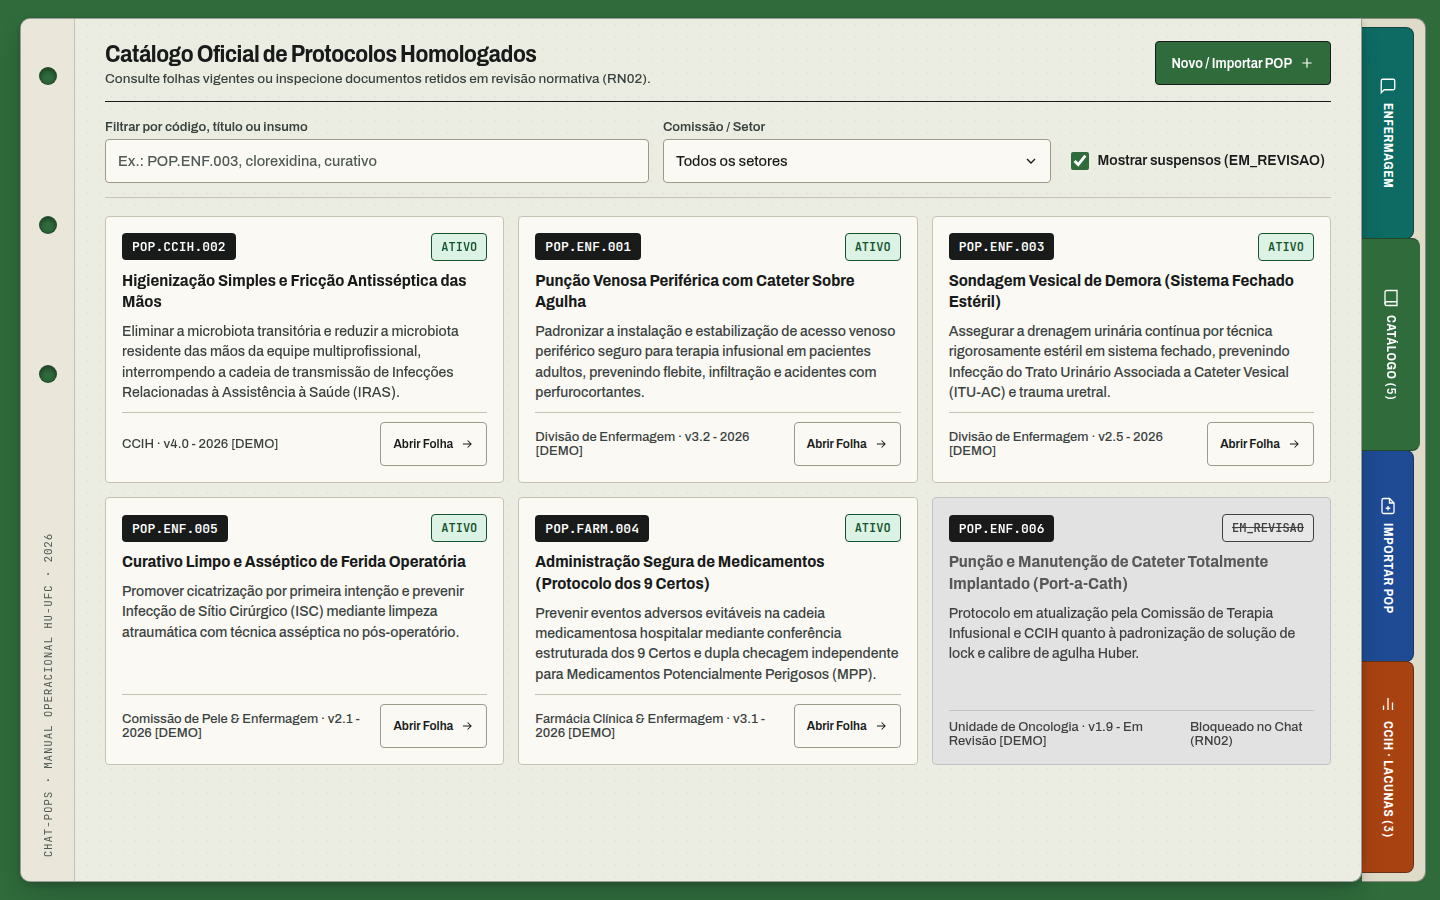 Catálogo Oficial de Protocolos Homologados
Consulte folhas vigentes ou inspecione documentos retidos em revisão normativa (RN02).
Novo / Importar POP
Filtrar por código, título ou insumo
Ex.: POP.ENF.003, clorexidina, curativo
Comissão / Setor
Todos os setores
Mostrar suspensos (EM_REVISAO)
POP.CCIH.002
ATIVO
Higienização Simples e Fricção Antisséptica das
Mãos
Eliminar a microbiota transitória e reduzir a microbiota
residente das mãos da equipe multiprofissional,
interrompendo a cadeia de transmissão de Infecções
Relacionadas à Assistência à Saúde (IRAS).
CCIH · v4.0 - 2026 [DEMO]
Abrir Folha
POP.ENF.001
ATIVO
Punção Venosa Periférica com Cateter Sobre
Agulha
Padronizar a instalação e estabilização de acesso venoso
periférico seguro para terapia infusional em pacientes
adultos, prevenindo flebite, infiltração e acidentes com
perfurocortantes.
Divisão de Enfermagem · v3.2 - 2026
[DEMO]
Abrir Folha
POP.ENF.003
ATIVO
Sondagem Vesical de Demora (Sistema Fechado
Estéril)
Assegurar a drenagem urinária contínua por técnica
rigorosamente estéril em sistema fechado, prevenindo
Infecção do Trato Urinário Associada a Cateter Vesical
(ITU-AC) e trauma uretral.
Divisão de Enfermagem · v2.5 - 2026
[DEMO]
Abrir Folha
POP.ENF.005
ATIVO
Curativo Limpo e Asséptico de Ferida Operatória
Promover cicatrização por primeira intenção e prevenir
Infecção de Sítio Cirúrgico (ISC) mediante limpeza
atraumática com técnica asséptica no pós-operatório.
Comissão de Pele & Enfermagem · v2.1 -
2026 [DEMO]
Abrir Folha
POP.FARM.004
ATIVO
Administração Segura de Medicamentos
(Protocolo dos 9 Certos)
Prevenir eventos adversos evitáveis na cadeia
medicamentosa hospitalar mediante conferência
estruturada dos 9 Certos e dupla checagem independente
para Medicamentos Potencialmente Perigosos (MPP).
Farmácia Clínica & Enfermagem · v3.1 -
2026 [DEMO]
Abrir Folha
POP.ENF.006
EM_REVISAO
Punção e Manutenção de Cateter Totalmente
Implantado (Port-a-Cath)
Protocolo em atualização pela Comissão de Terapia
Infusional e CCIH quanto à padronização de solução de
lock e calibre de agulha Huber.
Unidade de Oncologia · v1.9 - Em
Revisão [DEMO]
Bloqueado no Chat
(RN02)
CHAT-POPS · MANUAL OPERACIONAL HU-UFC · 2026
ENFERMAGEM
CATÁLOGO (5)
IMPORTAR POP
CCIH · LACUNAS (3)